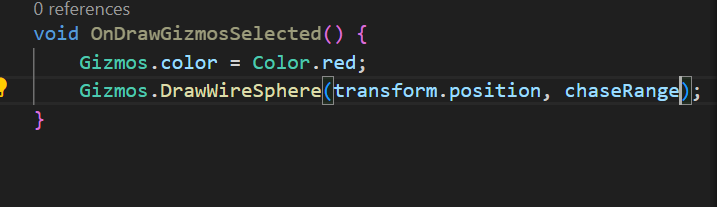 0 references
void OnDrawGizmosSelected() {
Gizmos.color = Color.red;
Gizmos.DrawWireSphere(transform.position, chaseRange);
}